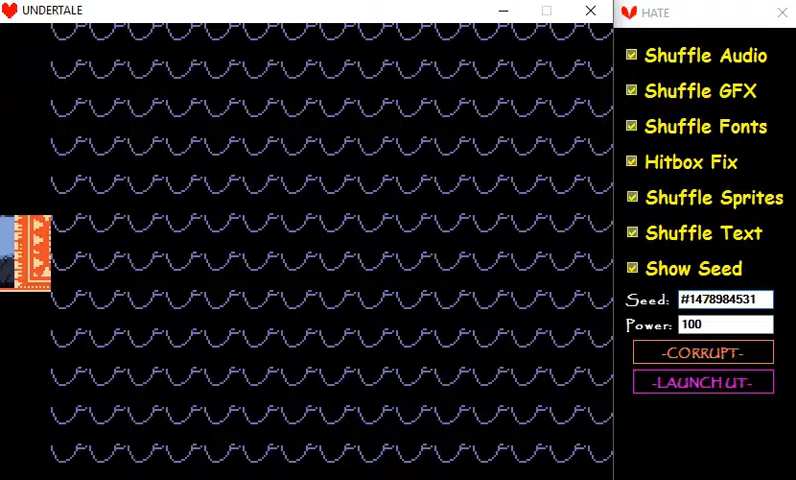 UNDERTALE
HATE
Shuffle Audio
Shuffle GFX
Shuffle Fonts
Hitbox Fix
Shuffle Sprites
Shuffle Text
Show Seed
Seed: #1478984531
Power: 100
-CORRUPT-
-LAUNCH UT-